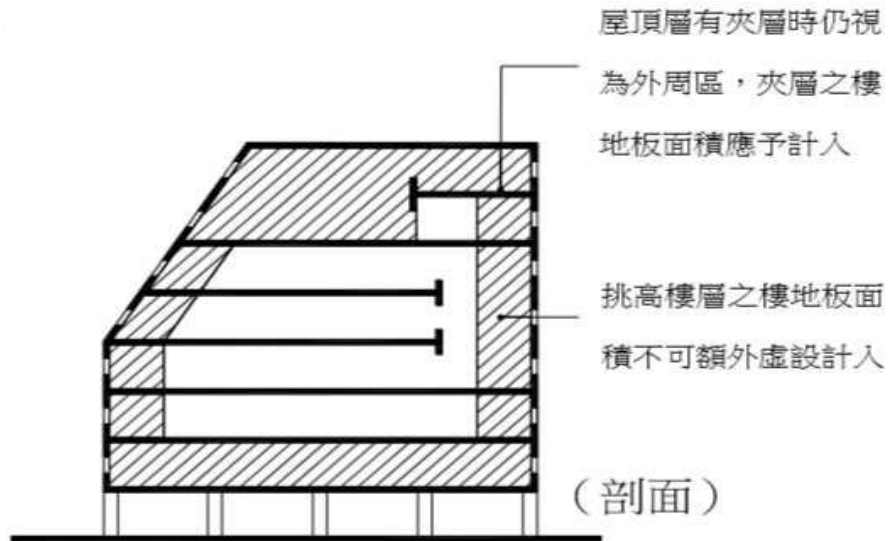 屋頂層有夾層時仍視
為外周區，夾層之樓
地板面積應予計入
挑高樓層之樓地板面
積不可額外虛設計入
（剖面）